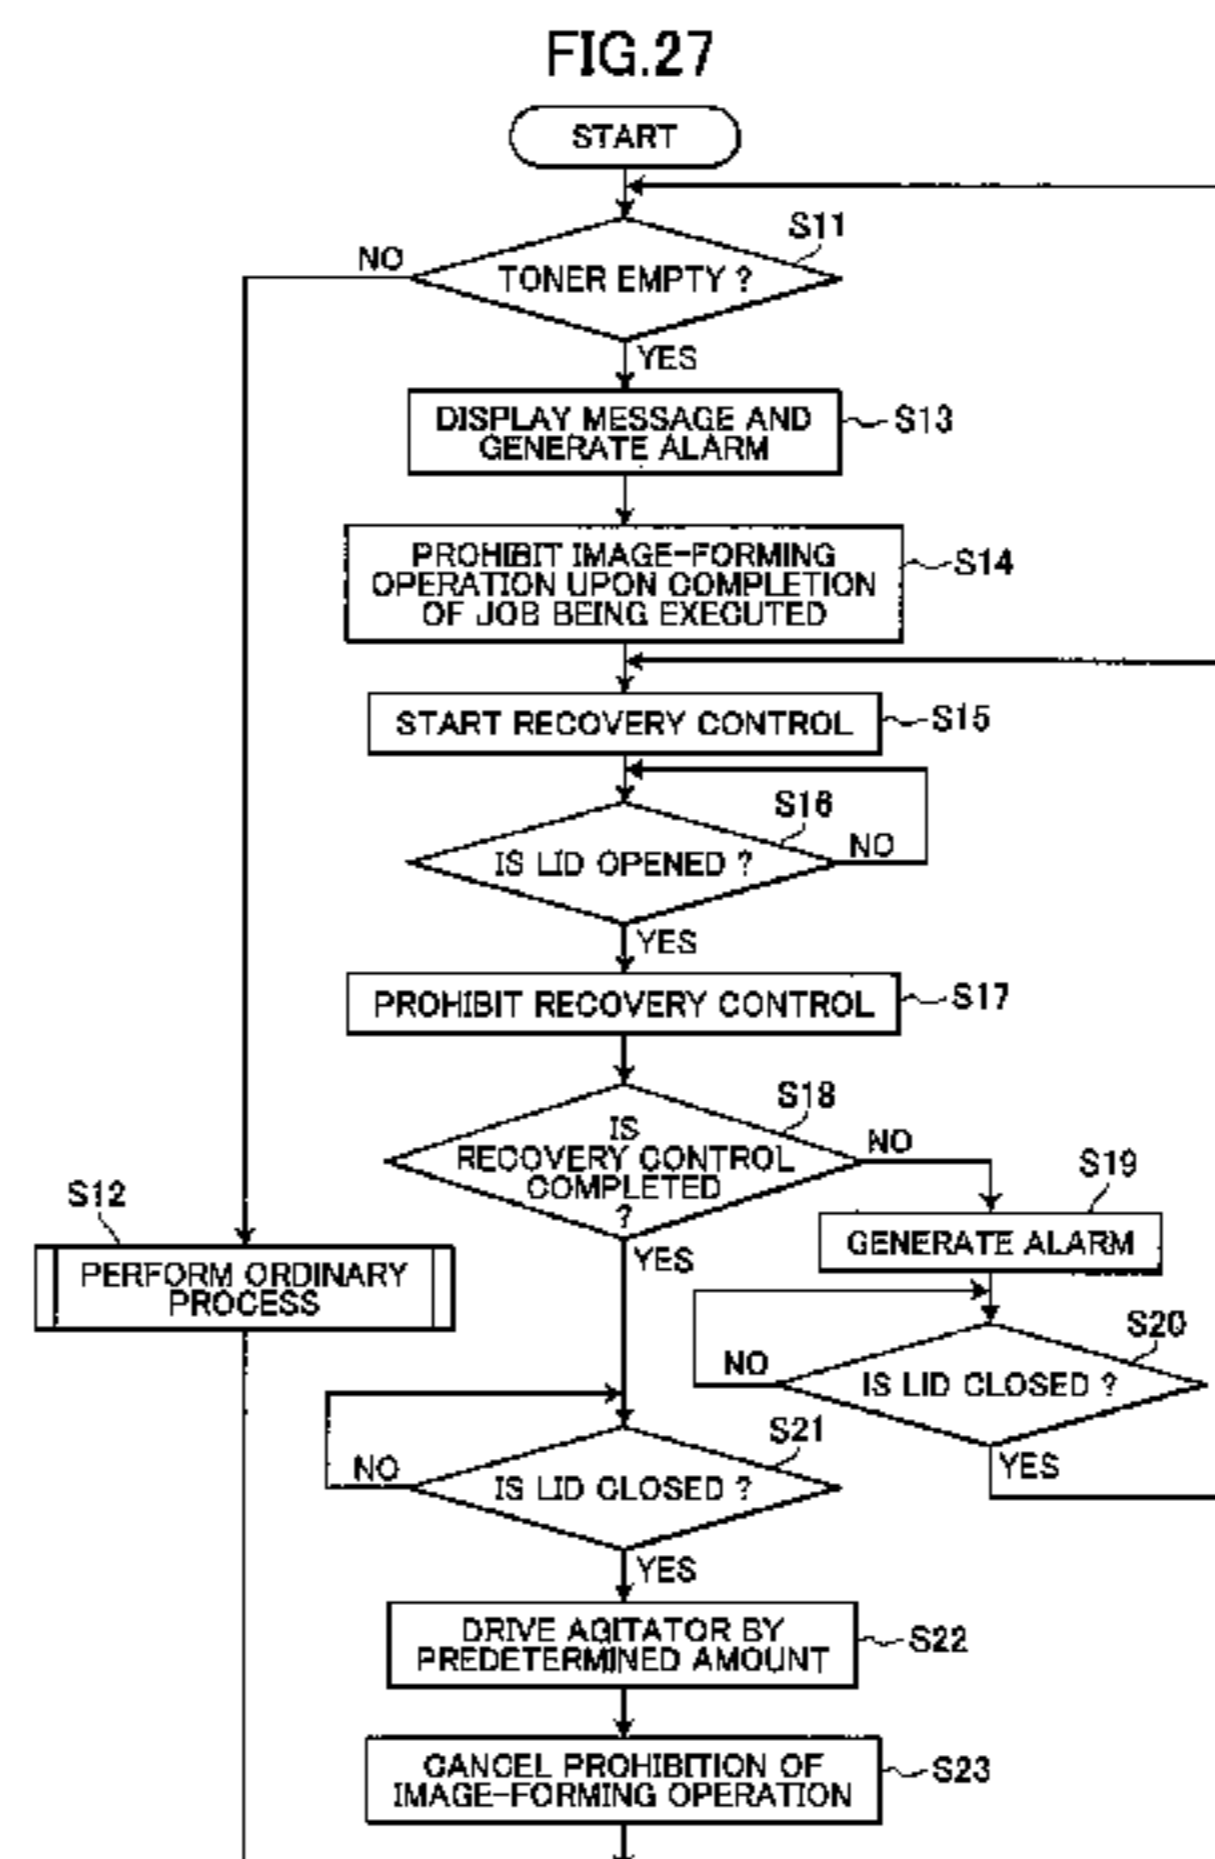 FIG.27
START
S11
NO
TONER EMPTY ?
YES
DISPLAY MESSAGE AND
GENERATE ALARM
S13
PROHIBIT IMAGE-FORMING
OPERATION UPON COMPLETION
OF JOB BEING EXECUTED
S14
START RECOVERY CONTROL
S15
S16
IS LID OPENED ?
NO
YES
PROHIBIT RECOVERY CONTROL
S17
S18
IS
RECOVERY CONTROL
COMPLETED
?
NO
YES
S19
GENERATE ALARM
S12
PERFORM ORDINARY
PROCESS
S20
NO
IS LID CLOSED ?
YES
S21
NO
IS LID CLOSED ?
YES
DRIVE AGITATOR BY
PREDETERMINED AMOUNT
S22
CANCEL PROHIBITION OF
IMAGE-FORMING OPERATION
S23